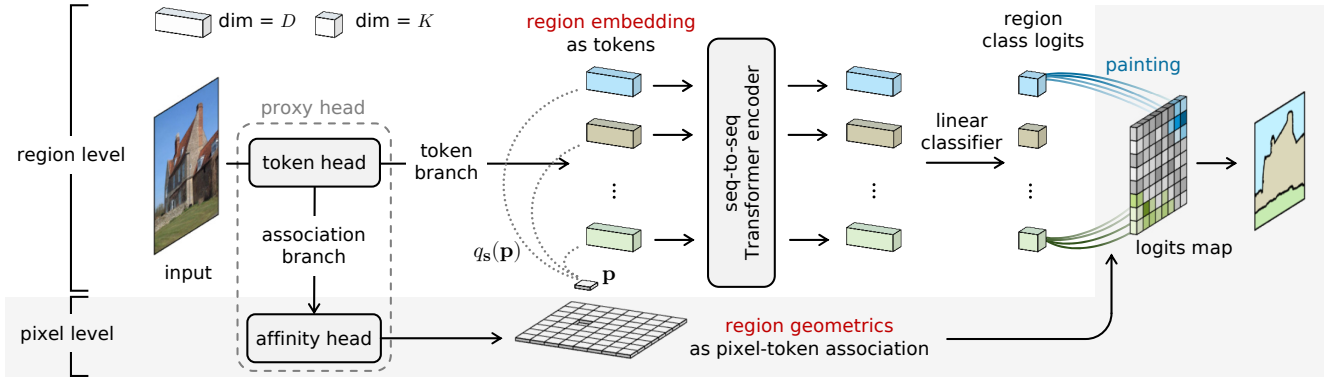 dim = D
dim = K
region level
pixel level
input
proxy head
token head
association
branch
affinity head
token
branch
region embedding
as tokens
q_s(p)
p
seq-to-seq
Transformer encoder
linear
classifier
region
class logits
painting
logits map
region geometrics
as pixel-token association